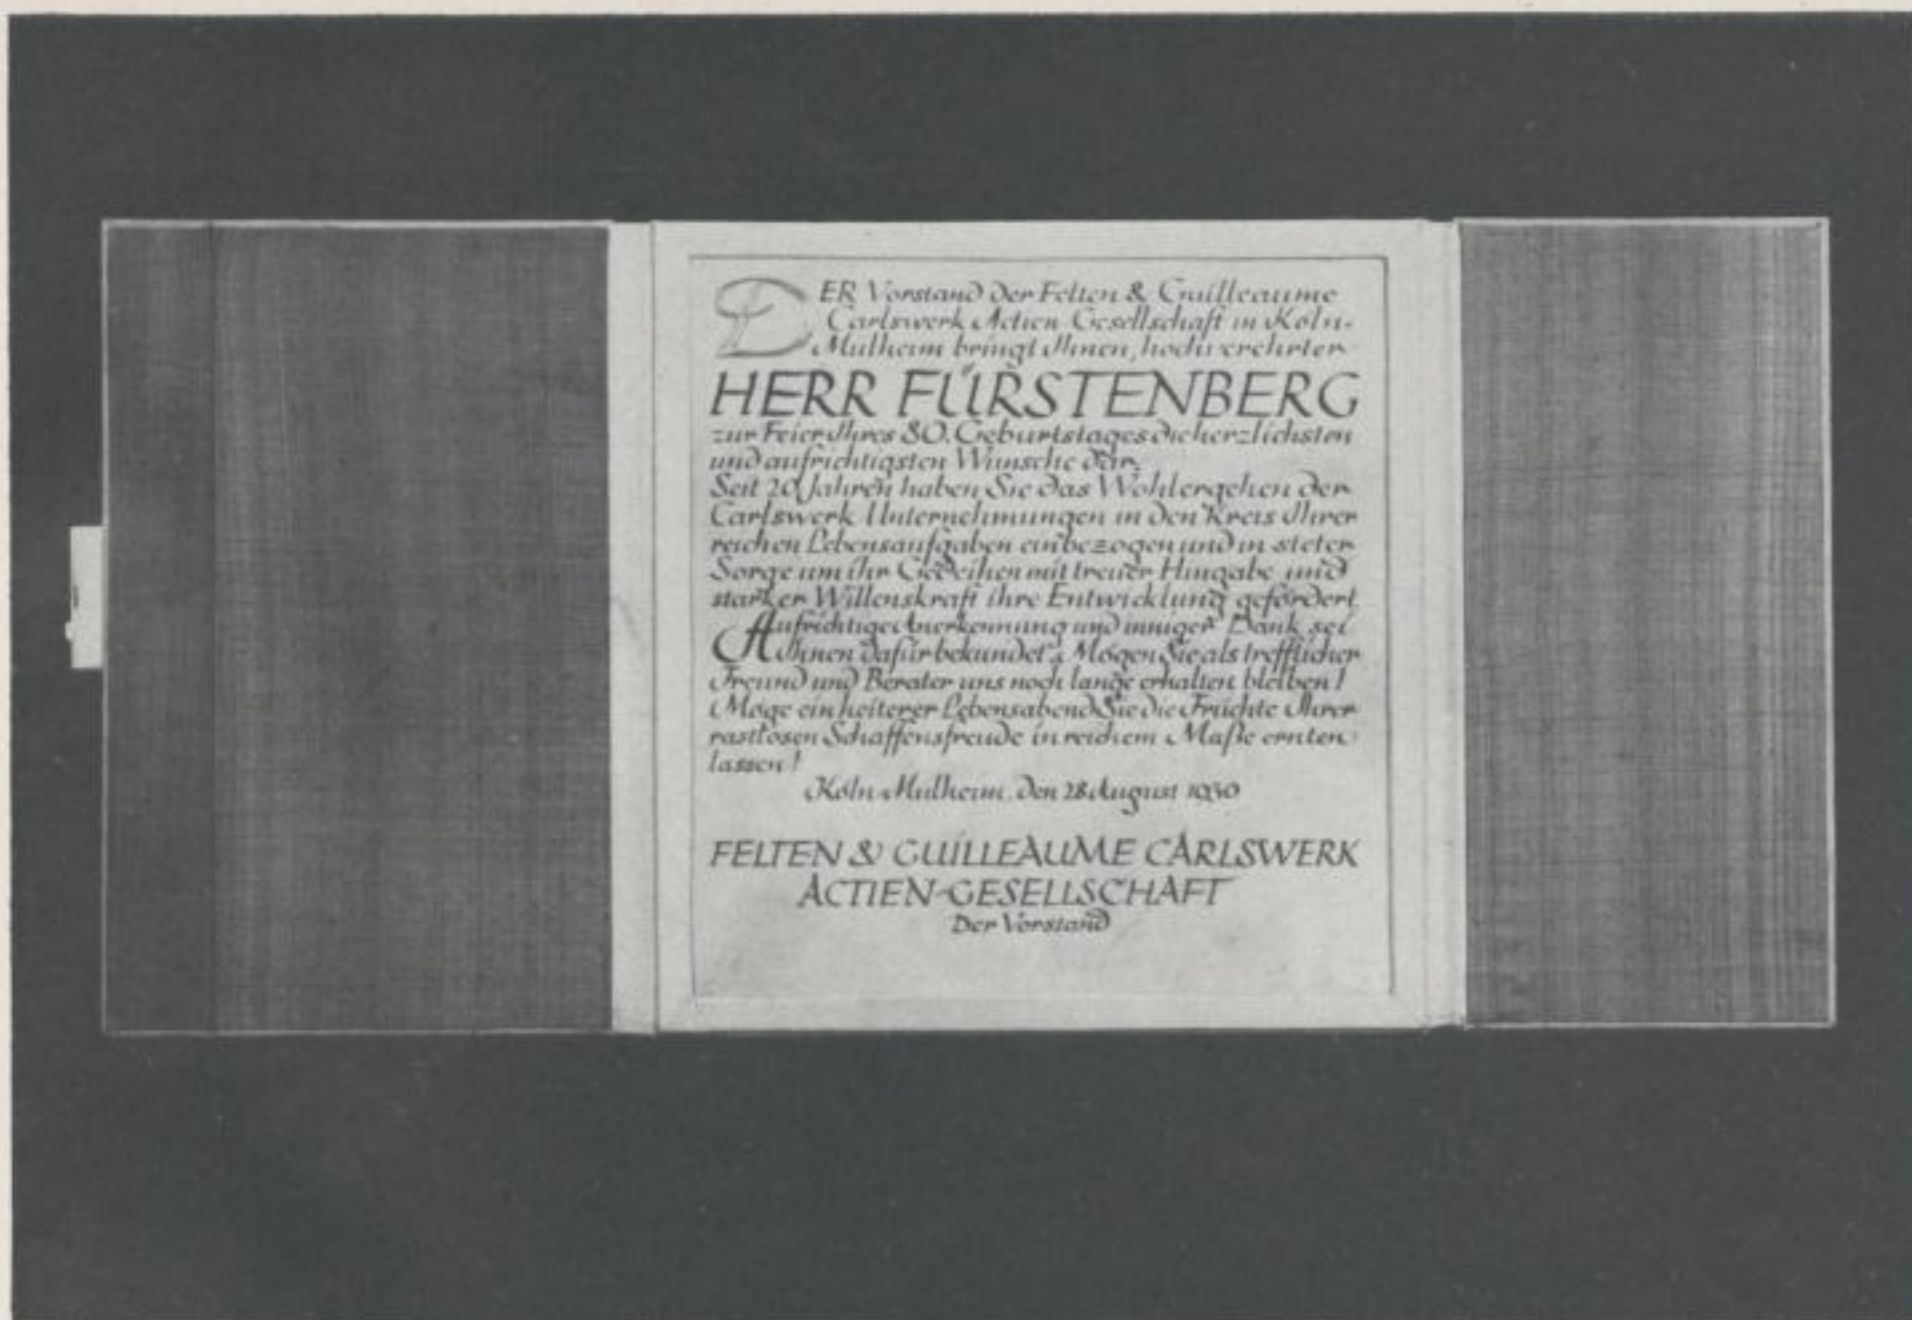 DER Vorstand der Felten & Guilleaume
Carlswerk Actien-Gesellschaft in Köln-
Mülheim bringt Ihnen, hochverehrter
HERR FÜRSTENBERG
zur Feier Ihres 80. Geburtstages die herzlichsten
und aufrichtigsten Wünsche dar.
Seit 20 Jahren haben Sie das Wohlergehen der
Carlswerk Unternehmungen in den Kreis Ihrer
reichen Lebensaufgaben einbezogen und in steter
Sorge um ihr Gedeihen mit treuer Hingabe und
starker Willenskraft ihre Entwicklung gefördert
Aufrichtige Anerkennung und inniger Dank sei
Ihnen dafür bekundet. Mögen Sie als trefflicher
Freund und Berater uns noch lange erhalten bleiben!
Möge ein heiterer Lebensabend Sie die Früchte Ihrer
rastlosen Schaffensfreude in reichem Maße ernten
lassen!
Köln-Mülheim, den 28. August 1930
FELTEN & GUILLEAUME CARLSWERK
ACTIEN-GESELLSCHAFT
Der Vorstand